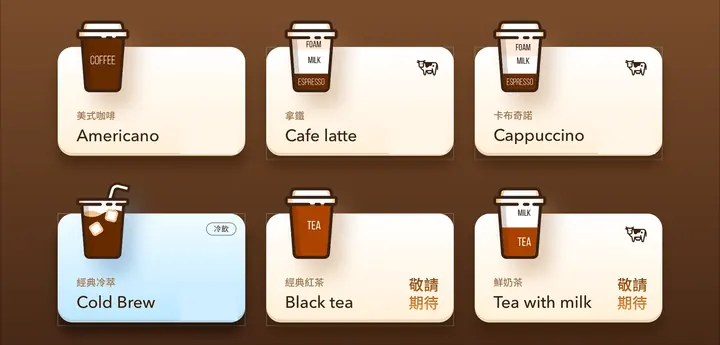 COFFEE
美式咖啡
Americano
FOAM
MILK
ESPRESSO
拿鐵
Cafe latte
FOAM
MILK
ESPRESSO
卡布奇諾
Cappuccino
冷飲
經典冷萃
Cold Brew
TEA
經典紅茶
Black tea
敬請
期待
MILK
TEA
鮮奶茶
Tea with milk
敬請
期待